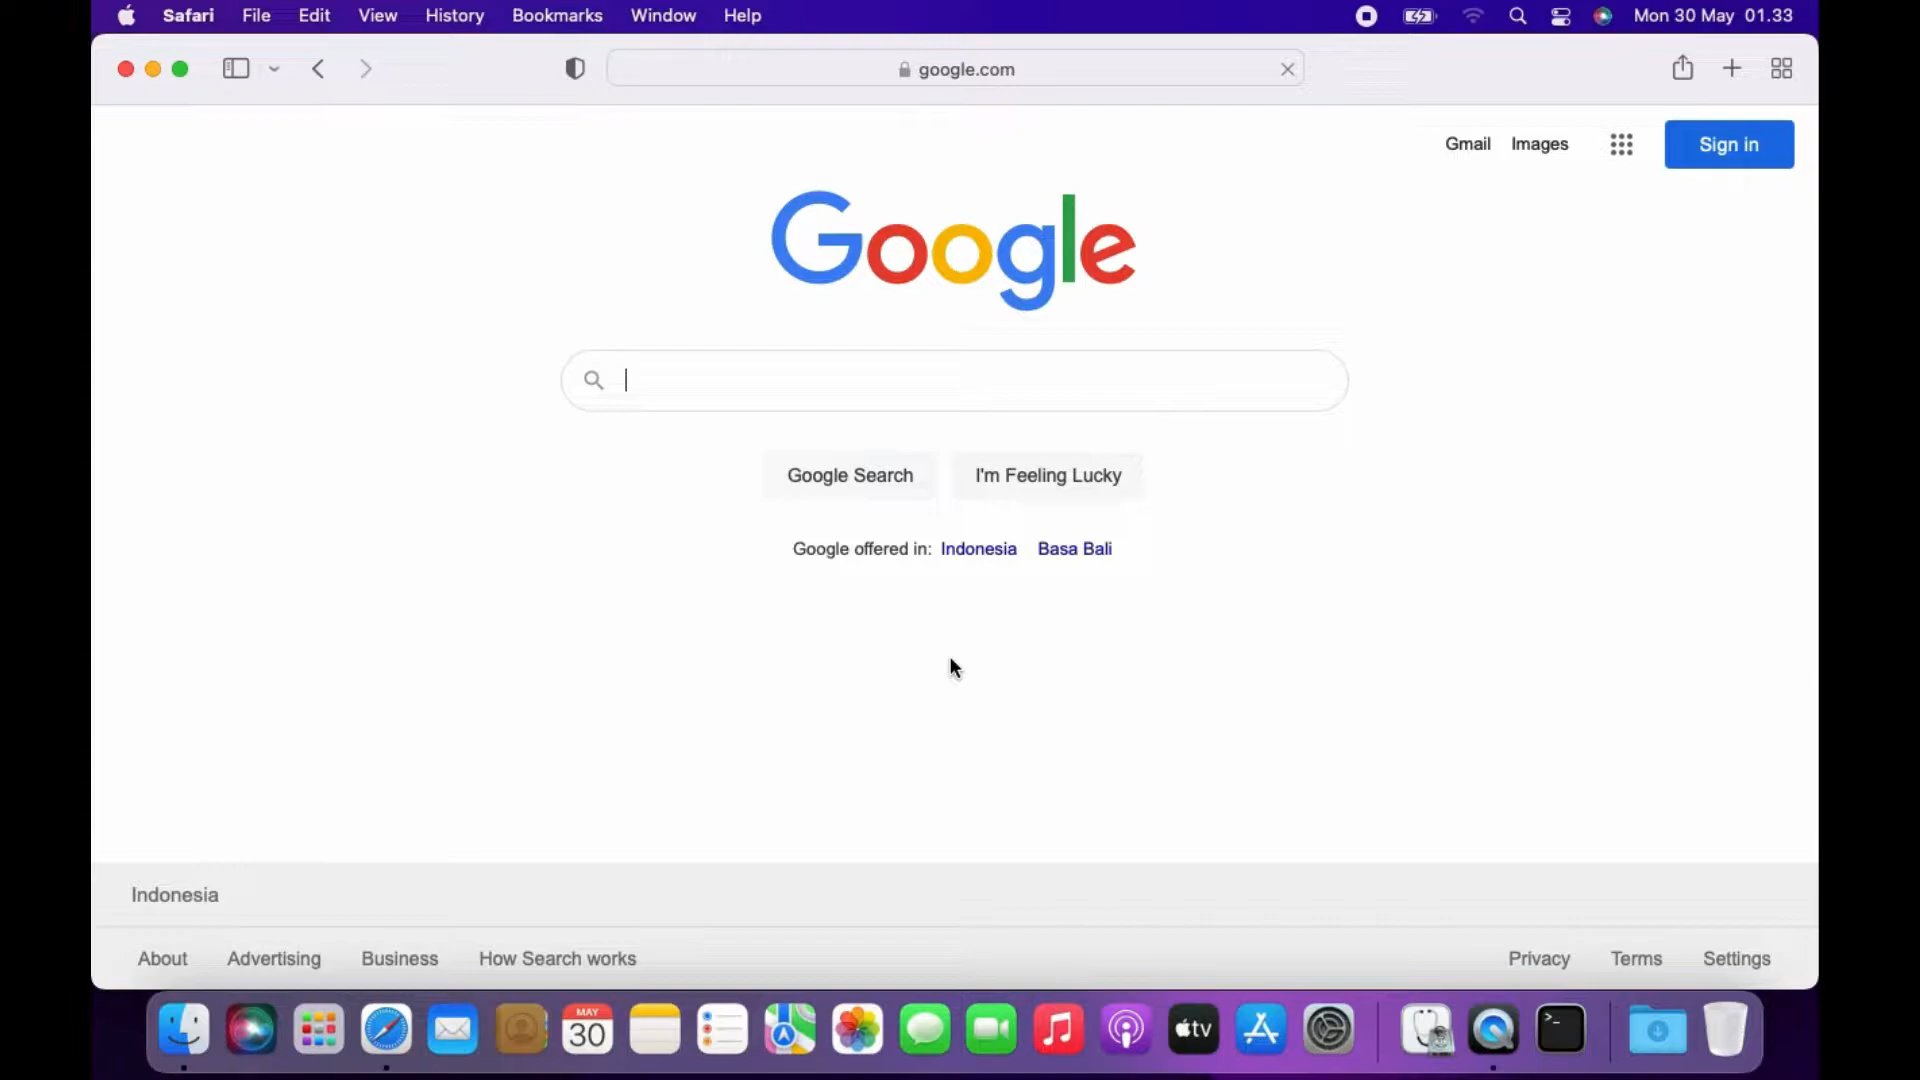 Safari File Edit View History Bookmarks Window Help Mon 30 May 01.33
google.com
Gmail Images Sign in
Google
Google Search I'm Feeling Lucky
Google offered in: Indonesia Basa Bali
Indonesia
About Advertising Business How Search works Privacy Terms Settings
MAY
30
tv
>_